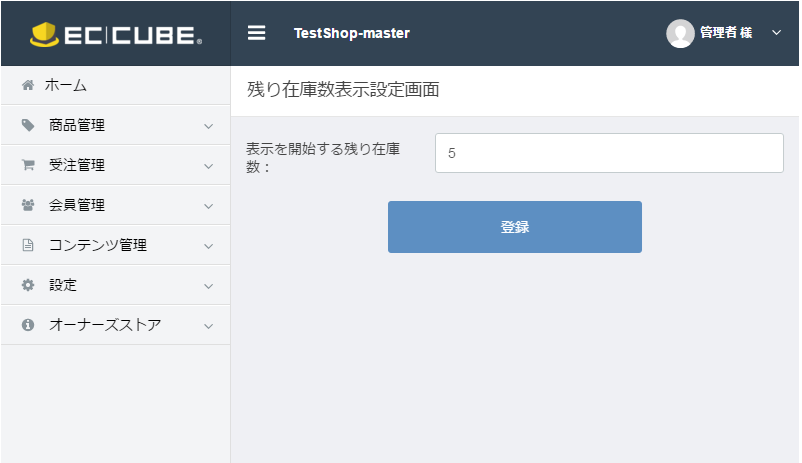 EC CUBE®
TestShop-master
管理者 様
ホーム
商品管理
受注管理
会員管理
コンテンツ管理
設定
オーナーズストア
残り在庫数表示設定画面
表示を開始する残り在庫
数：
5
登録